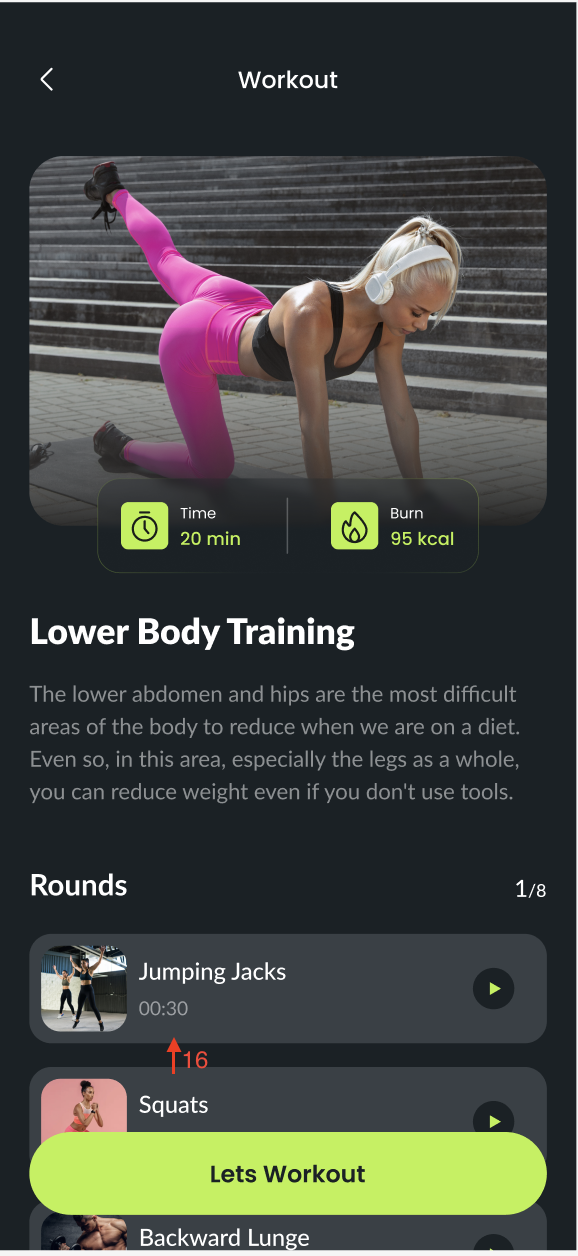 Workout
Time
20 min
Burn
95 kcal
Lower Body Training
The lower abdomen and hips are the most difficult
areas of the body to reduce when we are on a diet.
Even so, in this area, especially the legs as a whole,
you can reduce weight even if you don't use tools.
Rounds
1/8
Jumping Jacks
00:30
16
Squats
Lets Workout
Backward Lunge